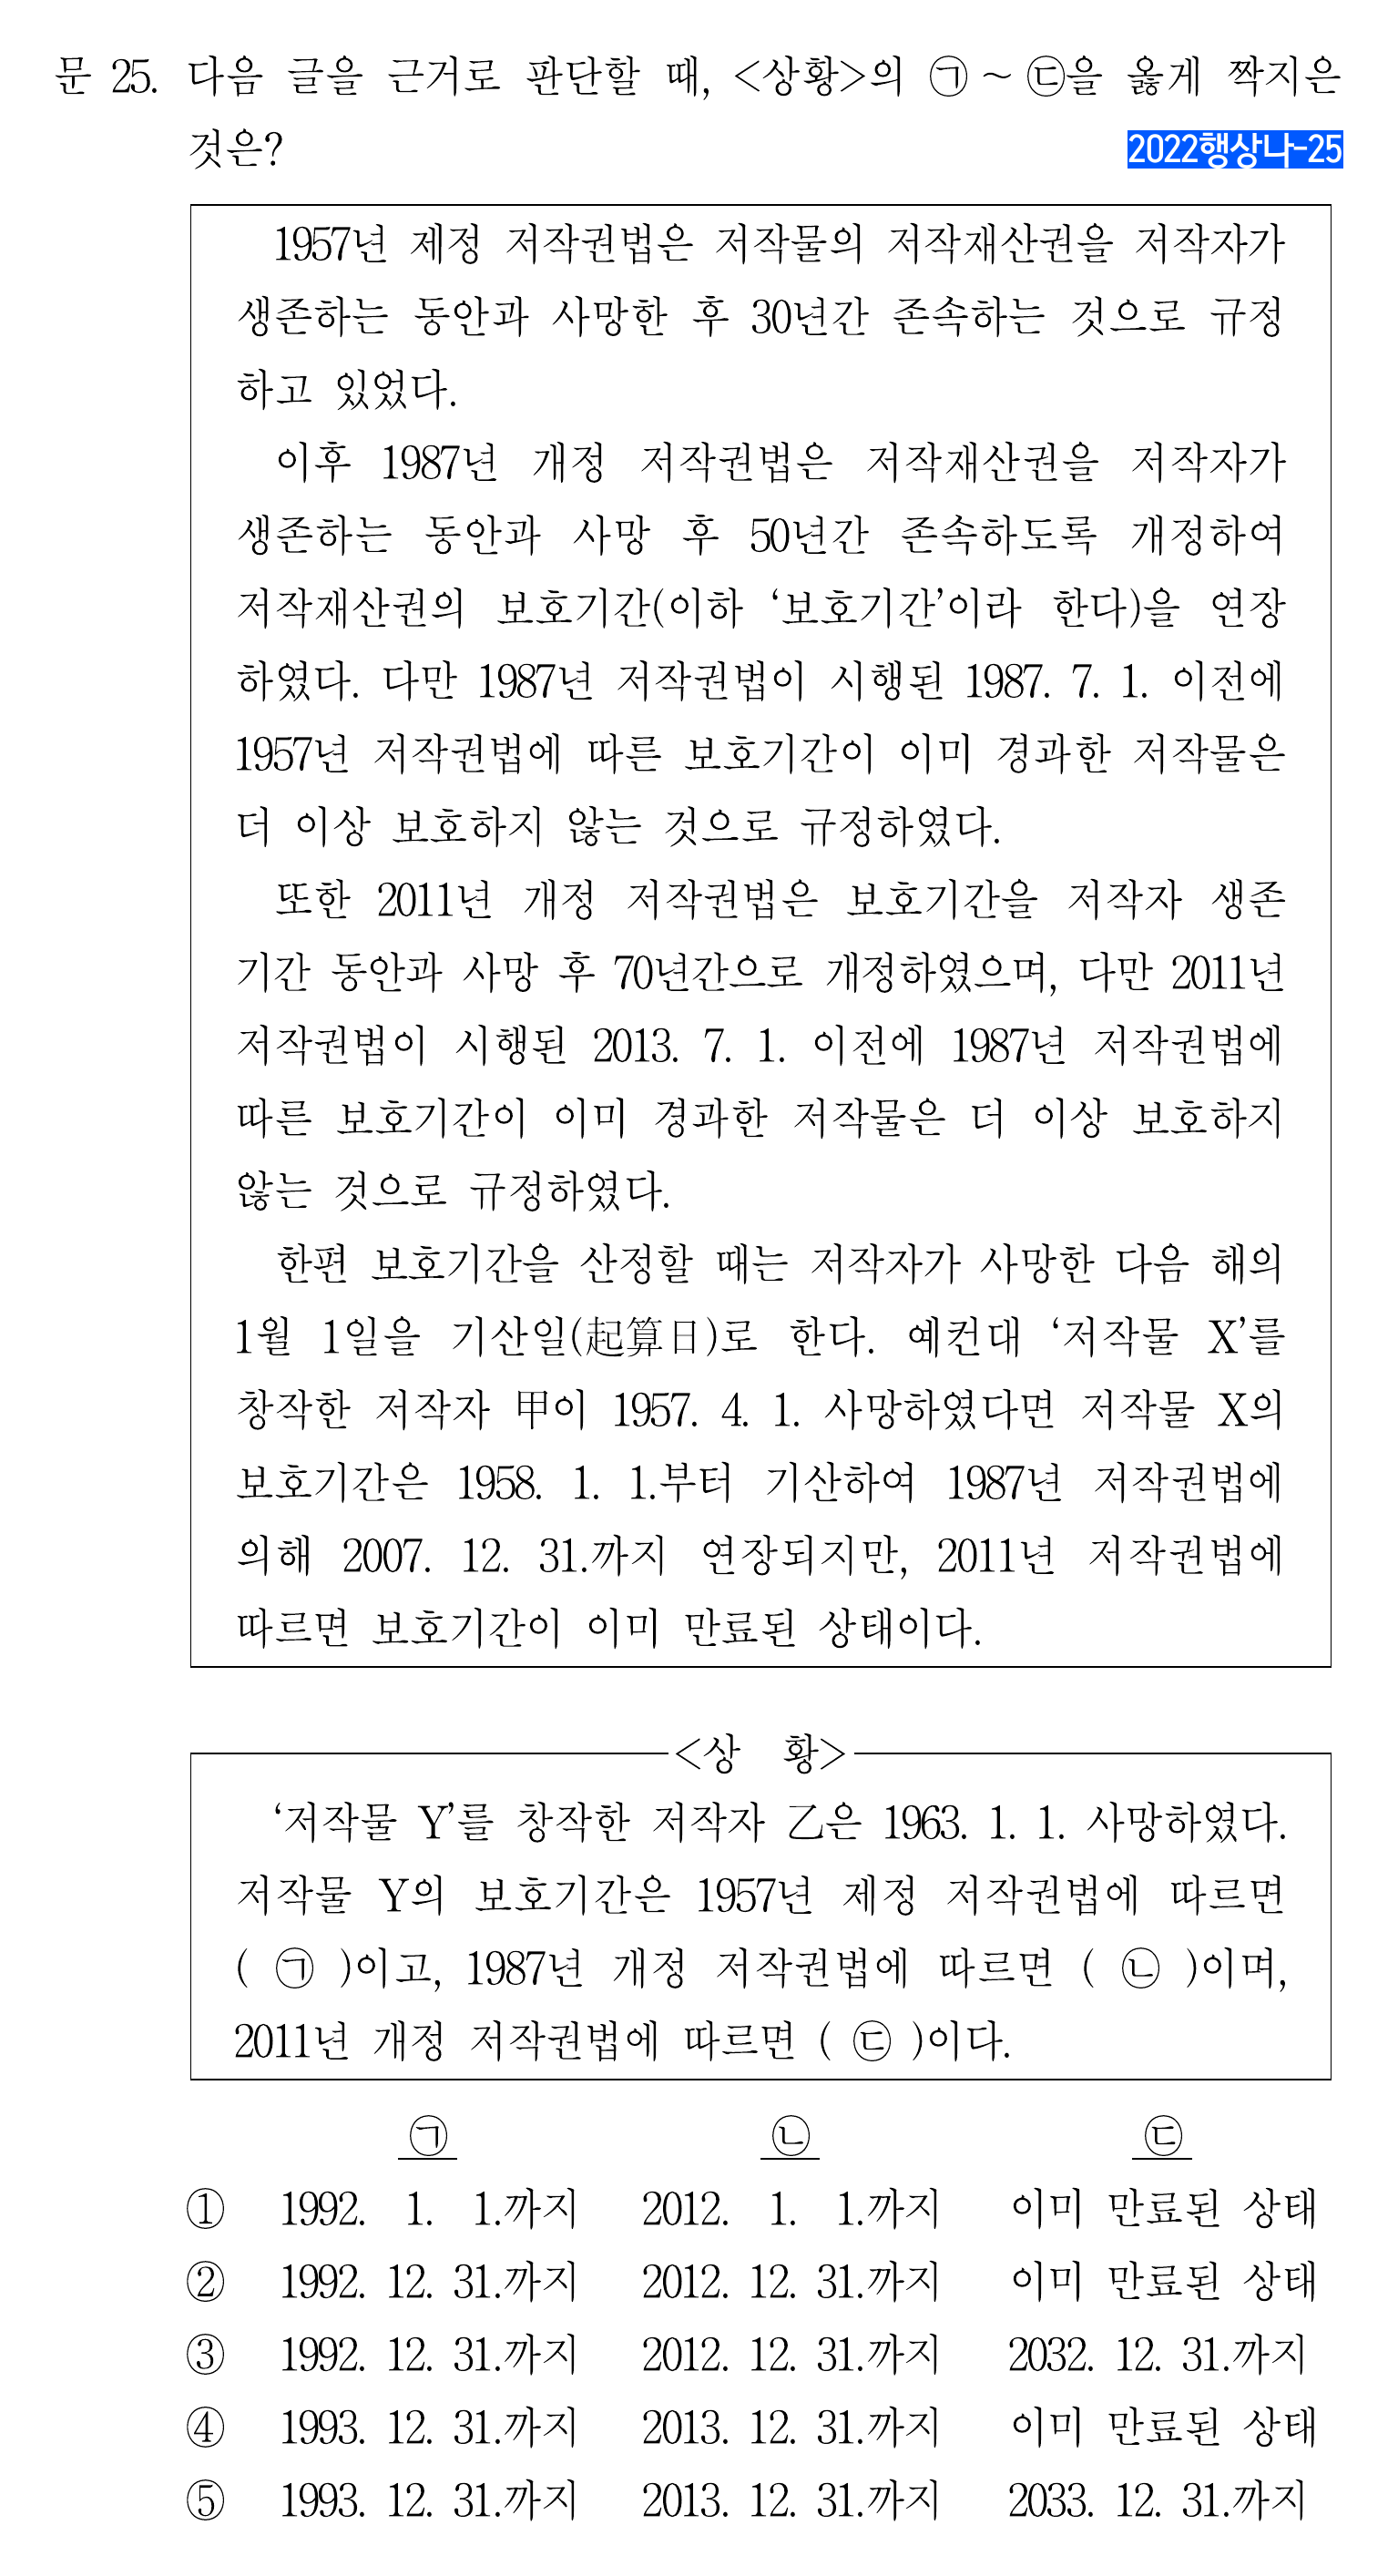 문 25. 다음 글을 근거로 판단할 때, <상황>의 ㉠ ~ ㉢을 옳게 짝지은
것은?
2022행상나-25
1957년 제정 저작권법은 저작물의 저작재산권을 저작자가
생존하는 동안과 사망한 후 30년간 존속하는 것으로 규정
하고 있었다.
이후 1987년 개정 저작권법은 저작재산권을 저작자가
생존하는 동안과 사망 후 50년간 존속하도록 개정하여
저작재산권의 보호기간(이하 ‘보호기간’이라 한다)을 연장
하였다. 다만 1987년 저작권법이 시행된 1987. 7. 1. 이전에
1957년 저작권법에 따른 보호기간이 이미 경과한 저작물은
더 이상 보호하지 않는 것으로 규정하였다.
또한 2011년 개정 저작권법은 보호기간을 저작자 생존
기간 동안과 사망 후 70년간으로 개정하였으며, 다만 2011년
저작권법이 시행된 2013. 7. 1. 이전에 1987년 저작권법에
따른 보호기간이 이미 경과한 저작물은 더 이상 보호하지
않는 것으로 규정하였다.
한편 보호기간을 산정할 때는 저작자가 사망한 다음 해의
1월 1일을 기산일(起算日)로 한다. 예컨대 ‘저작물 X’를
창작한 저작자 甲이 1957. 4. 1. 사망하였다면 저작물 X의
보호기간은 1958. 1. 1.부터 기산하여 1987년 저작권법에
의해 2007. 12. 31.까지 연장되지만, 2011년 저작권법에
따르면 보호기간이 이미 만료된 상태이다.
<상 황>
‘저작물 Y’를 창작한 저작자 乙은 1963. 1. 1. 사망하였다.
저작물 Y의 보호기간은 1957년 제정 저작권법에 따르면
( ㉠ )이고, 1987년 개정 저작권법에 따르면 ( ㉡ )이며,
2011년 개정 저작권법에 따르면 ( ㉢ )이다.
㉠ ㉡ ㉢
① 1992. 1. 1.까지 2012. 1. 1.까지 이미 만료된 상태
② 1992. 12. 31.까지 2012. 12. 31.까지 이미 만료된 상태
③ 1992. 12. 31.까지 2012. 12. 31.까지 2032. 12. 31.까지
④ 1993. 12. 31.까지 2013. 12. 31.까지 이미 만료된 상태
⑤ 1993. 12. 31.까지 2013. 12. 31.까지 2033. 12. 31.까지